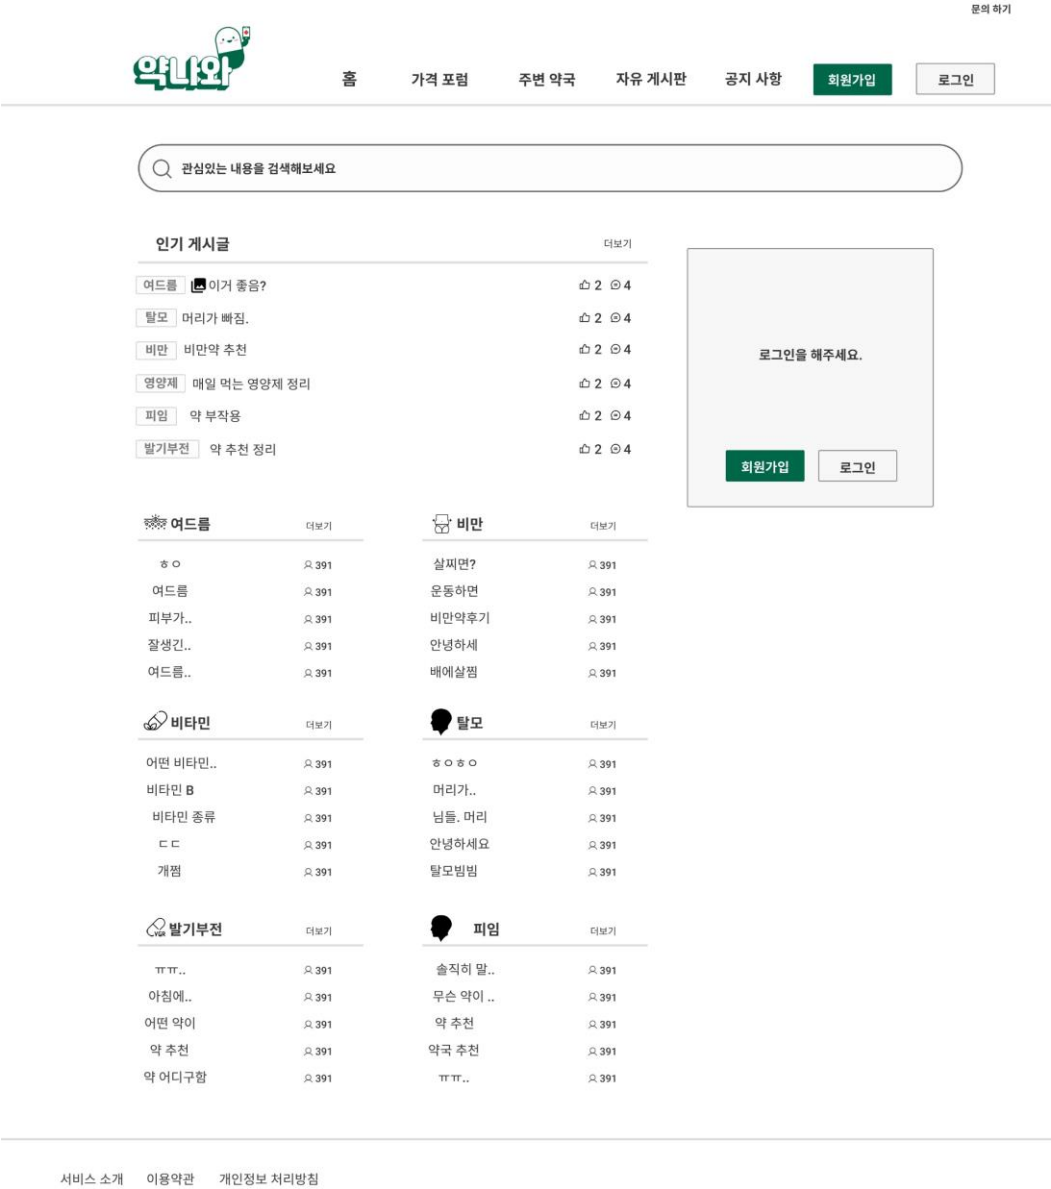 문의 하기
약나와
홈 가격 포럼 주변 약국 자유 게시판 공지 사항 회원가입 로그인
관심있는 내용을 검색해보세요
인기 게시글 더보기
여드름 이거 좋음? 2 4
탈모 머리가 빠짐. 2 4
비만 비만약 추천 2 4
영양제 매일 먹는 영양제 정리 2 4
피임 약 부작용 2 4
발기부전 약 추천 정리 2 4
로그인을 해주세요.
회원가입 로그인
여드름 더보기
ㅎㅇ 391
여드름 391
피부가.. 391
잘생긴.. 391
여드름.. 391
비만 더보기
살찌면? 391
운동하면 391
비만약후기 391
안녕하세 391
배에살찜 391
비타민 더보기
어떤 비타민.. 391
비타민 B 391
비타민 종류 391
ㄷㄷ 391
개쩜 391
탈모 더보기
ㅎㅇㅎㅇ 391
머리가.. 391
님들. 머리 391
안녕하세요 391
탈모빔빔 391
VGR 발기부전 더보기
ㅠㅠ.. 391
아침에.. 391
어떤 약이 391
약 추천 391
약 어디구함 391
피임 더보기
솔직히 말.. 391
무슨 약이 .. 391
약 추천 391
약국 추천 391
ㅠㅠ.. 391
서비스 소개 이용약관 개인정보 처리방침